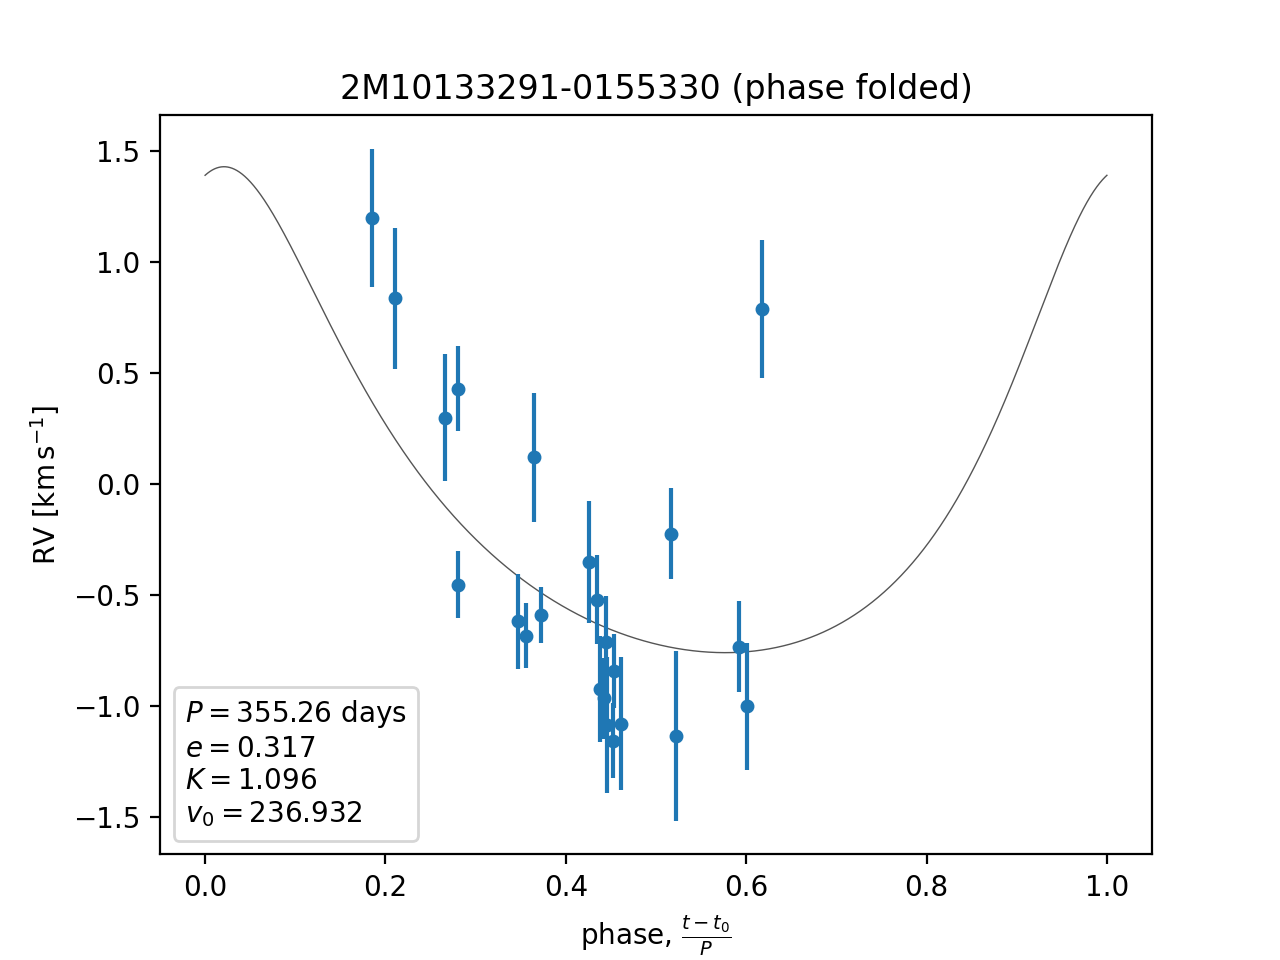 2M10133291-0155330 (phase folded)
RV [km s⁻¹]
1.5
1.0
0.5
0.0
−0.5
−1.0
−1.5
P = 355.26 days
e = 0.317
K = 1.096
v₀ = 236.932
0.0 0.2 0.4 0.6 0.8 1.0
phase, (t − t₀)/P